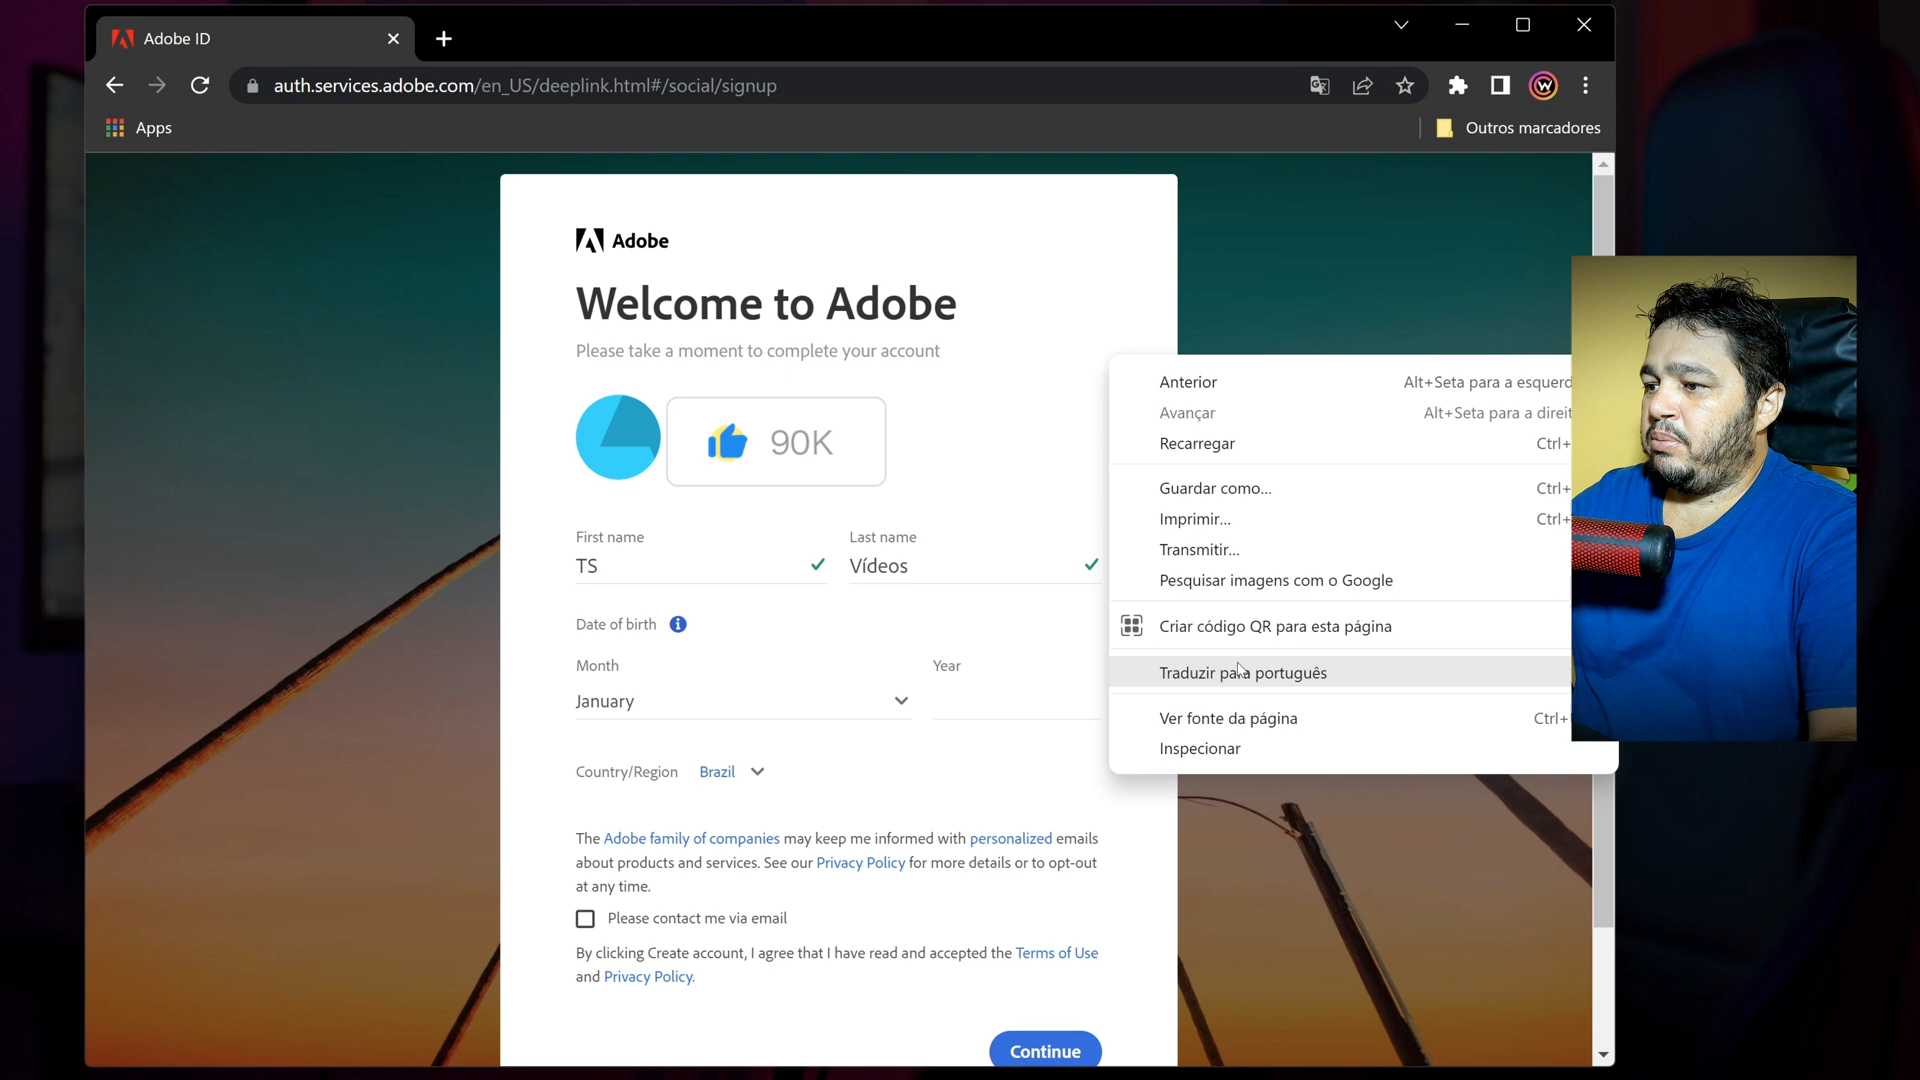 Adobe ID
auth.services.adobe.com/en_US/deeplink.html#/social/signup
Apps
Outros marcadores
Adobe
Welcome to Adobe
Please take a moment to complete your account
90K
First name
Last name
TS
Vídeos
Date of birth
Month
Year
January
Country/Region Brazil
The Adobe family of companies may keep me informed with personalized emails
about products and services. See our Privacy Policy for more details or to opt-out
at any time.
Please contact me via email
By clicking Create account, I agree that I have read and accepted the Terms of Use
and Privacy Policy.
Continue
Anterior Alt+Seta para a esquerd
Avançar Alt+Seta para a direit
Recarregar Ctrl+
Guardar como... Ctrl+
Imprimir... Ctrl+
Transmitir...
Pesquisar imagens com o Google
Criar código QR para esta página
Traduzir para português
Ver fonte da página Ctrl+
Inspecionar